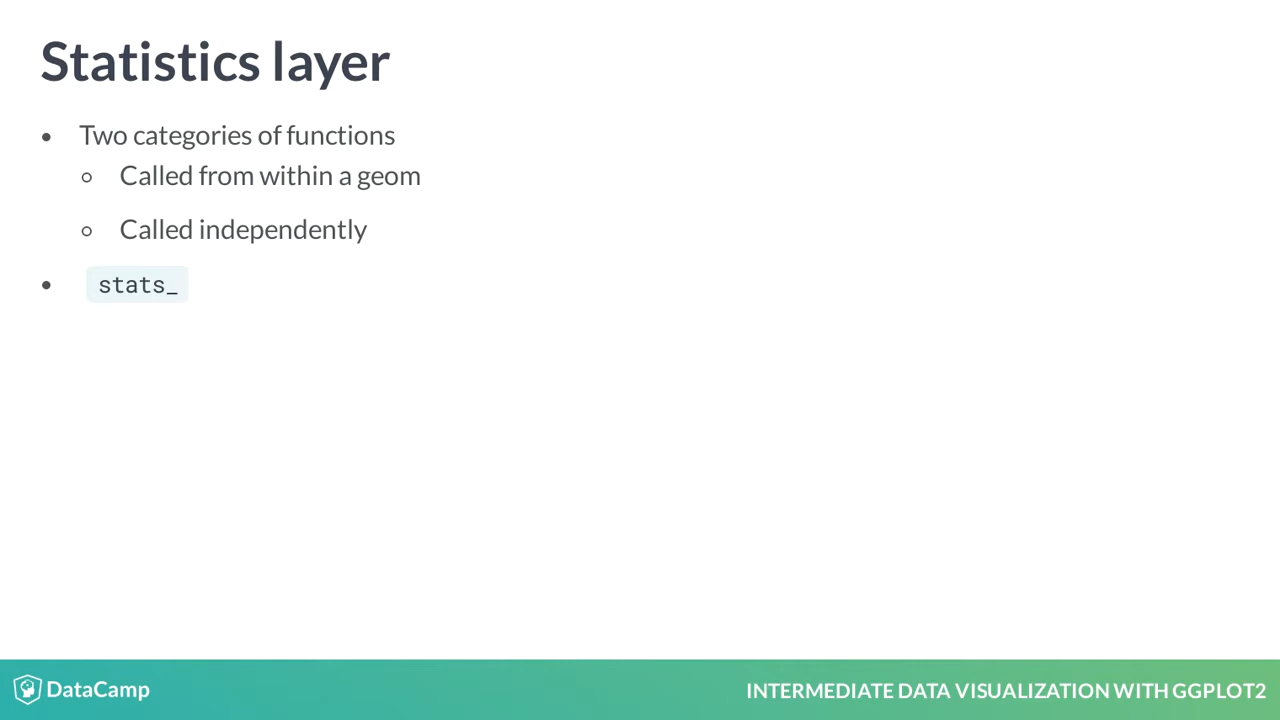 Statistics layer
• Two categories of functions
◦ Called from within a geom
◦ Called independently
• stats_
DataCamp
INTERMEDIATE DATA VISUALIZATION WITH GGPLOT2